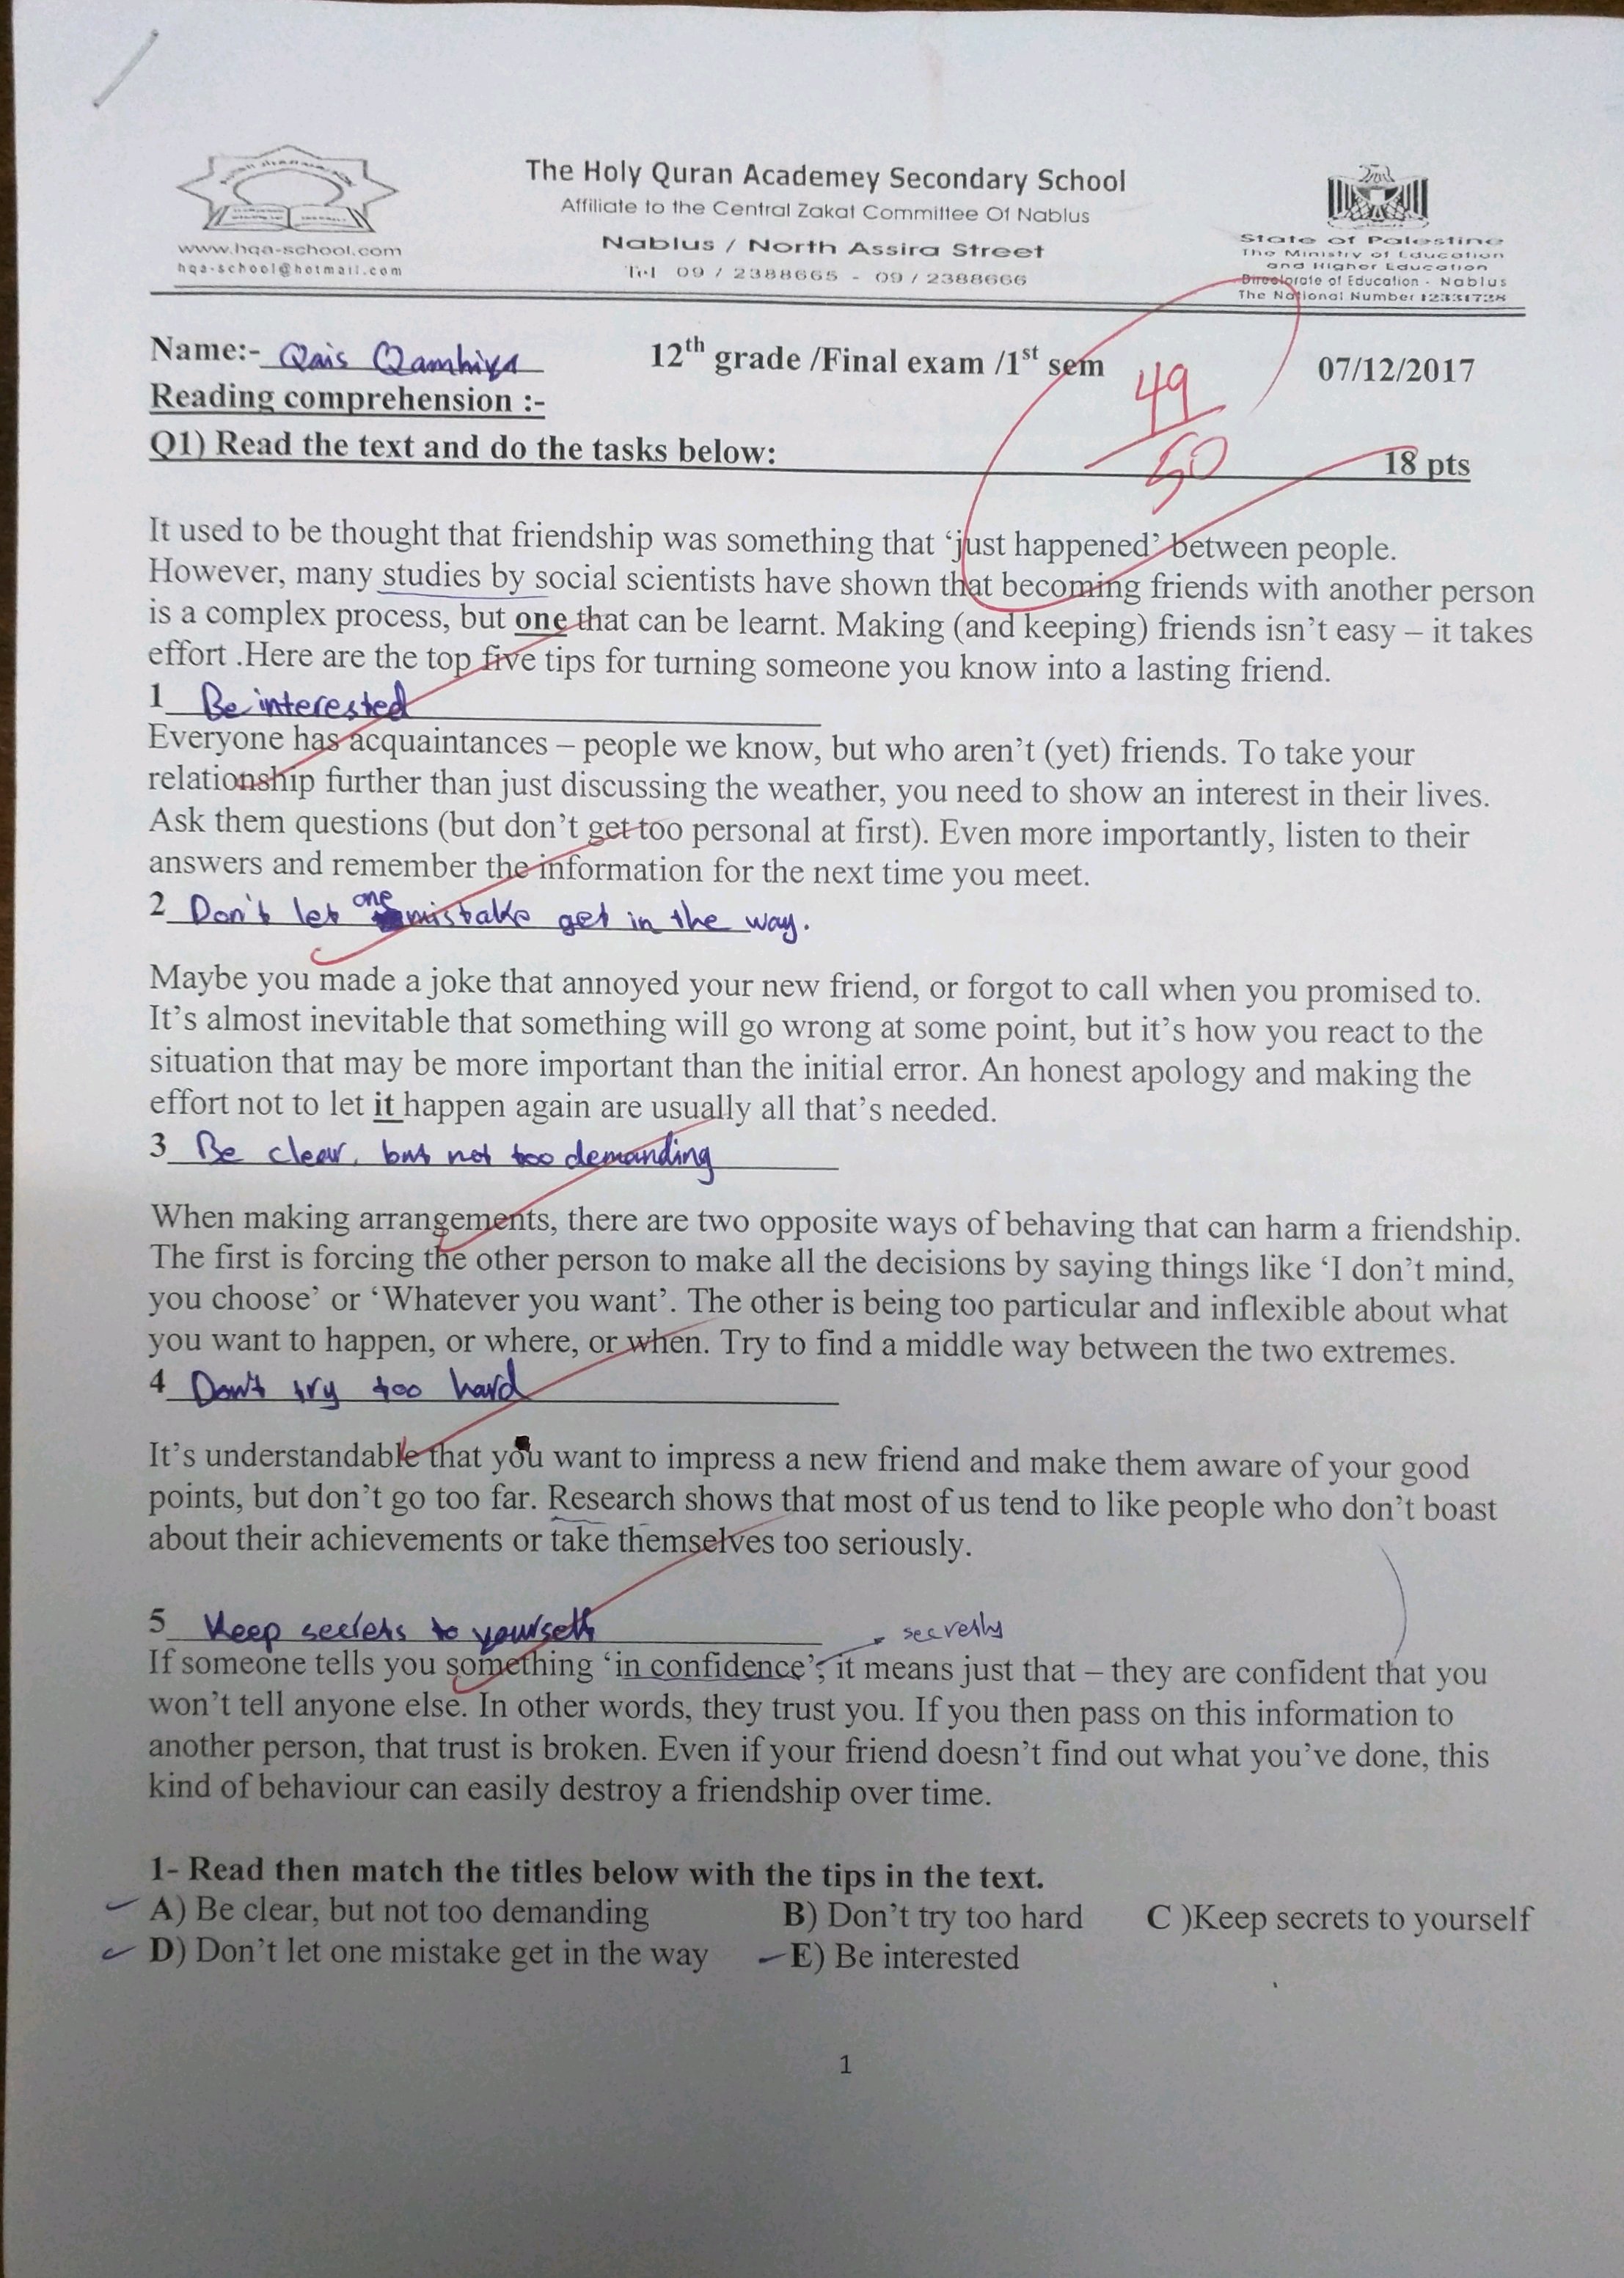 The Holy Quran Academey Secondary School
Affiliate to the Central Zakat Committee Of Nablus
Nablus / North Assira Street
Tel 09 / 2388665 - 09 / 2388666
www.hqa-school.com
hqa-school@hotmail.com
State of Palestine
The Ministry of Education
and Higher Education
Directorate of Education - Nablus
The National Number 12331728
Name:- Qais Qamhiya 12th grade /Final exam /1st sem 07/12/2017
49
50
Reading comprehension :-
Q1) Read the text and do the tasks below: 18 pts
It used to be thought that friendship was something that ‘just happened’ between people.
However, many studies by social scientists have shown that becoming friends with another person
is a complex process, but one that can be learnt. Making (and keeping) friends isn’t easy – it takes
effort .Here are the top five tips for turning someone you know into a lasting friend.
1 Be interested
Everyone has acquaintances – people we know, but who aren’t (yet) friends. To take your
relationship further than just discussing the weather, you need to show an interest in their lives.
Ask them questions (but don’t get too personal at first). Even more importantly, listen to their
answers and remember the information for the next time you meet.
2 Don't let one mistake get in the way.
Maybe you made a joke that annoyed your new friend, or forgot to call when you promised to.
It’s almost inevitable that something will go wrong at some point, but it’s how you react to the
situation that may be more important than the initial error. An honest apology and making the
effort not to let it happen again are usually all that’s needed.
3 Be clear, but not too demanding
When making arrangements, there are two opposite ways of behaving that can harm a friendship.
The first is forcing the other person to make all the decisions by saying things like ‘I don’t mind,
you choose’ or ‘Whatever you want’. The other is being too particular and inflexible about what
you want to happen, or where, or when. Try to find a middle way between the two extremes.
4 Don't try too hard
It’s understandable that you want to impress a new friend and make them aware of your good
points, but don’t go too far. Research shows that most of us tend to like people who don’t boast
about their achievements or take themselves too seriously.
5 Keep secrets to yourself
secretly
If someone tells you something ‘in confidence’, it means just that – they are confident that you
won’t tell anyone else. In other words, they trust you. If you then pass on this information to
another person, that trust is broken. Even if your friend doesn’t find out what you’ve done, this
kind of behaviour can easily destroy a friendship over time.
1- Read then match the titles below with the tips in the text.
A) Be clear, but not too demanding B) Don’t try too hard C )Keep secrets to yourself
D) Don’t let one mistake get in the way E) Be interested
1